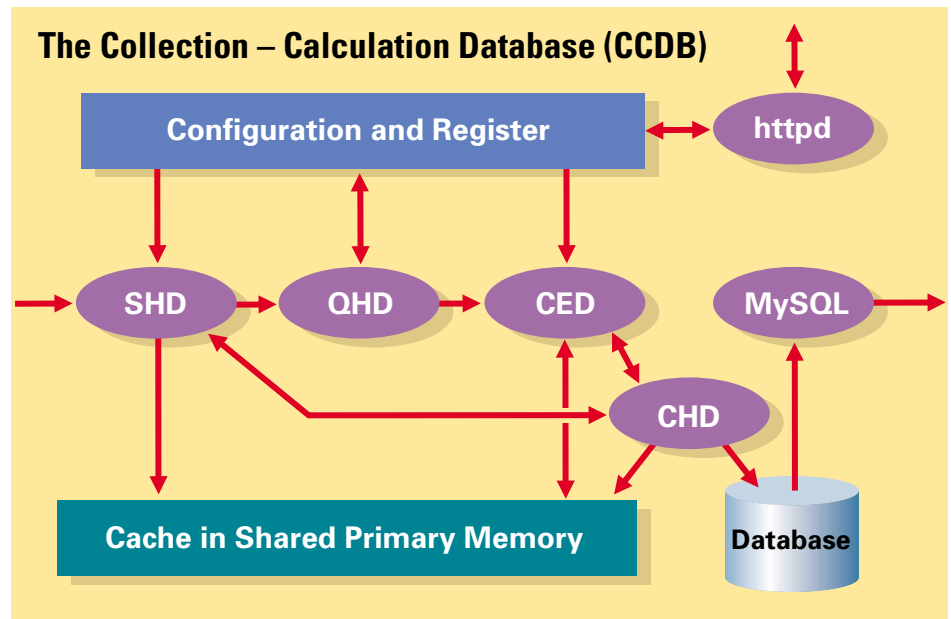 The Collection – Calculation Database (CCDB)
Configuration and Register
httpd
SHD
QHD
CED
MySQL
CHD
Cache in Shared Primary Memory
Database